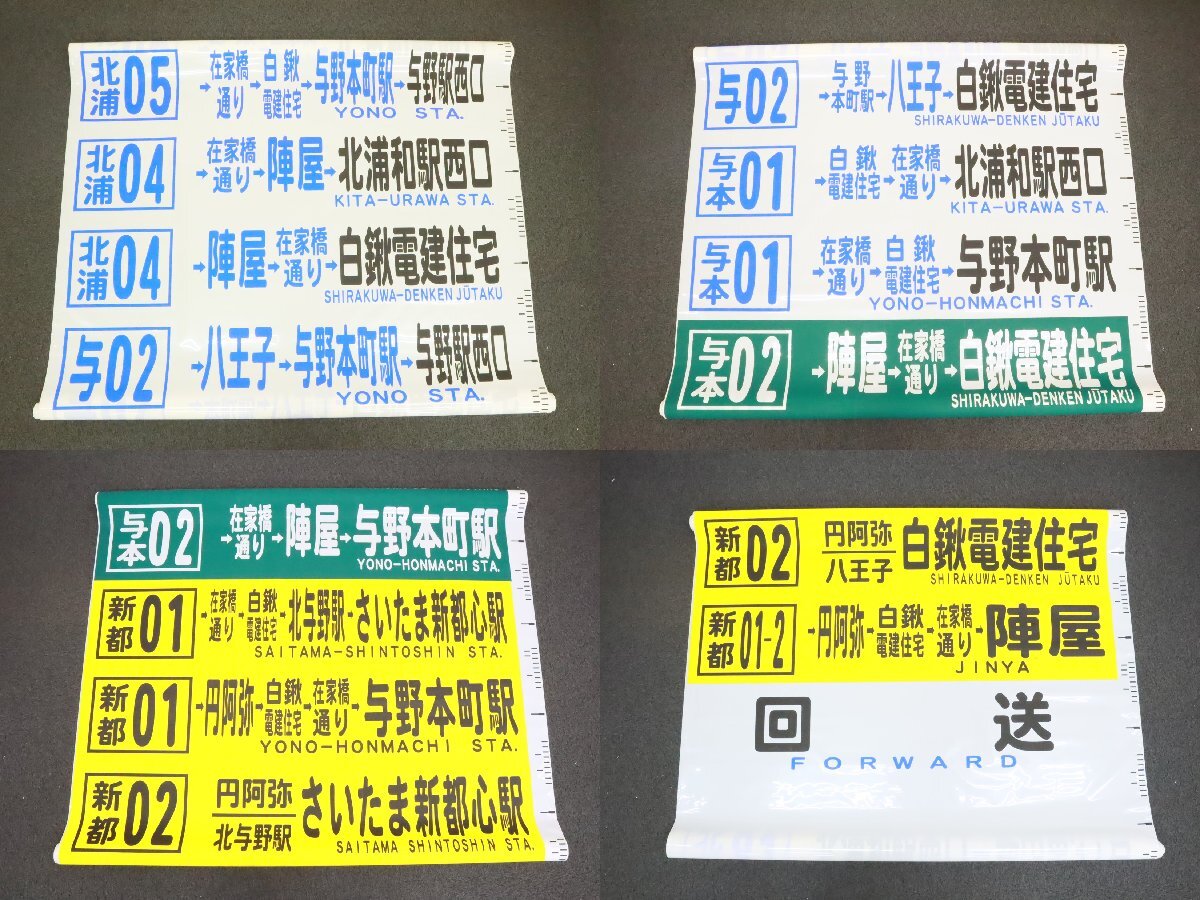 北浦05 →在家橋通り→白鍬電建住宅→与野本町駅→与野駅西口
YONO STA.
北浦04 在家橋通り→陣屋→北浦和駅西口
KITA-URAWA STA.
北浦04 →陣屋→在家橋通り→白鍬電建住宅
SHIRAKUWA-DENKEN JŪTAKU
与02 →八王子→与野本町駅→与野駅西口
YONO STA.
与02 →与野本町駅→八王子→白鍬電建住宅
SHIRAKUWA-DENKEN JŪTAKU
与本01 →白鍬電建住宅→在家橋通り→北浦和駅西口
KITA-URAWA STA.
与本01 在家橋通り→白鍬電建住宅→与野本町駅
YONO-HONMACHI STA.
与本02 →陣屋→在家橋通り→白鍬電建住宅
SHIRAKUWA-DENKEN JŪTAKU
与本02 →在家橋通り→陣屋→与野本町駅
YONO-HONMACHI STA.
新都01 →在家橋通り→白鍬電建住宅→北与野駅→さいたま新都心駅
SAITAMA-SHINTOSHIN STA.
新都01 →円阿弥→白鍬電建住宅→在家橋通り→与野本町駅
YONO-HONMACHI STA.
新都02 円阿弥 北与野駅 さいたま新都心駅
SAITAMA SHINTOSHIN STA.
新都02 円阿弥 八王子 白鍬電建住宅
SHIRAKUWA-DENKEN JŪTAKU
新都01-2 →円阿弥→白鍬電建住宅→在家橋通り→陣屋
JINYA
回送
FORWARD